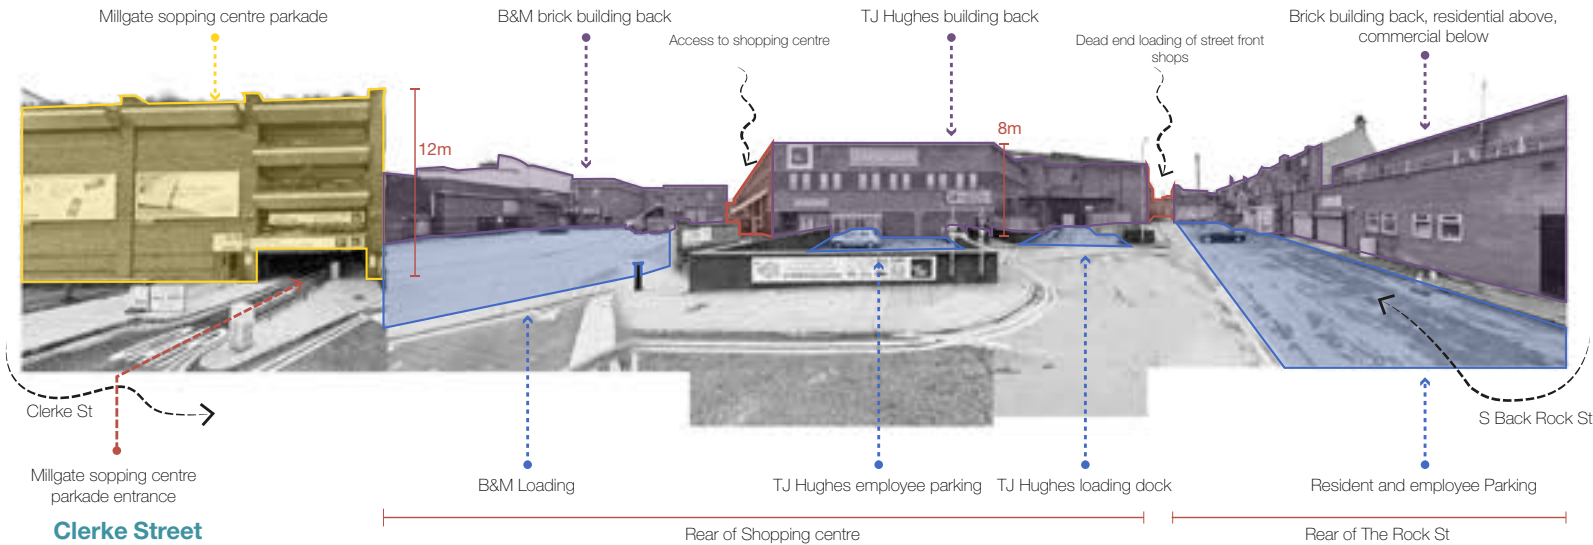 Millgate sopping centre parkade
B&M brick building back
TJ Hughes building back
Brick building back, residential above,
commercial below
Access to shopping centre
Dead end loading of street front
shops
12m
8m
Clerke St
S Back Rock St
Millgate sopping centre
parkade entrance
B&M Loading
TJ Hughes employee parking
TJ Hughes loading dock
Resident and employee Parking
Clerke Street
Rear of Shopping centre
Rear of The Rock St